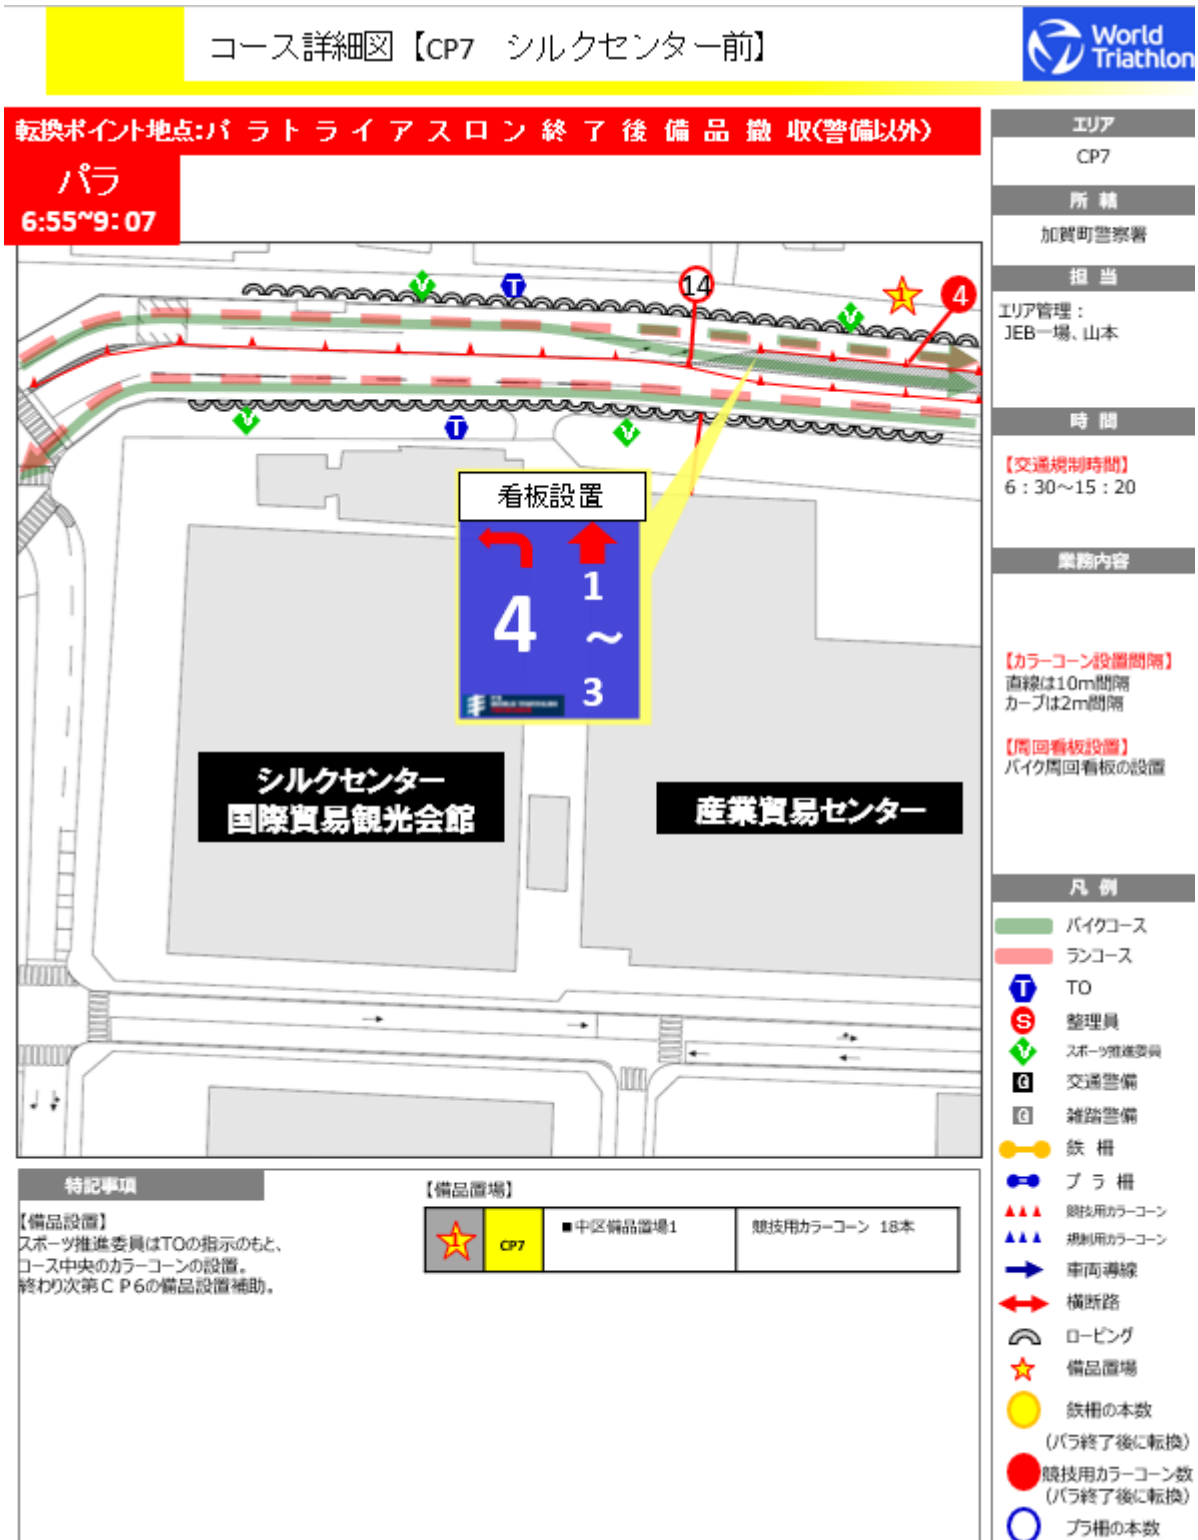 コース詳細図【CP7　シルクセンター前】
World
Triathlon
転換ポイント地点:パラトライアスロン終了後備品撤収(警備以外)
パラ
6:55~9:07
エリア
CP7
所 轄
加賀町警察署
担 当
エリア管理：
JEB一場、山本
時 間
【交通規制時間】
6：30～15：20
業務内容
【カラーコーン設置間隔】
直線は10m間隔
カーブは2m間隔
【周回看板設置】
バイク周回看板の設置
14
1
4
T
T
看板設置
4
1
～
3
シルクセンター
国際貿易観光会館
産業貿易センター
凡 例
バイクコース
ランコース
T TO
S 整理員
スポーツ推進委員
G 交通警備
G 雑踏警備
鉄 柵
プ ラ 柵
競技用カラーコーン
規制用カラーコーン
車両導線
横断路
ロービング
備品置場
鉄柵の本数
(パラ終了後に転換)
競技用カラーコーン数
(パラ終了後に転換)
プラ柵の本数
特記事項
【備品設置】
スポーツ推進委員はTOの指示のもと、
コース中央のカラーコーンの設置。
終わり次第ＣＰ6の備品設置補助。
【備品置場】
1 CP7 ■中区備品置場1 競技用カラーコーン 18本